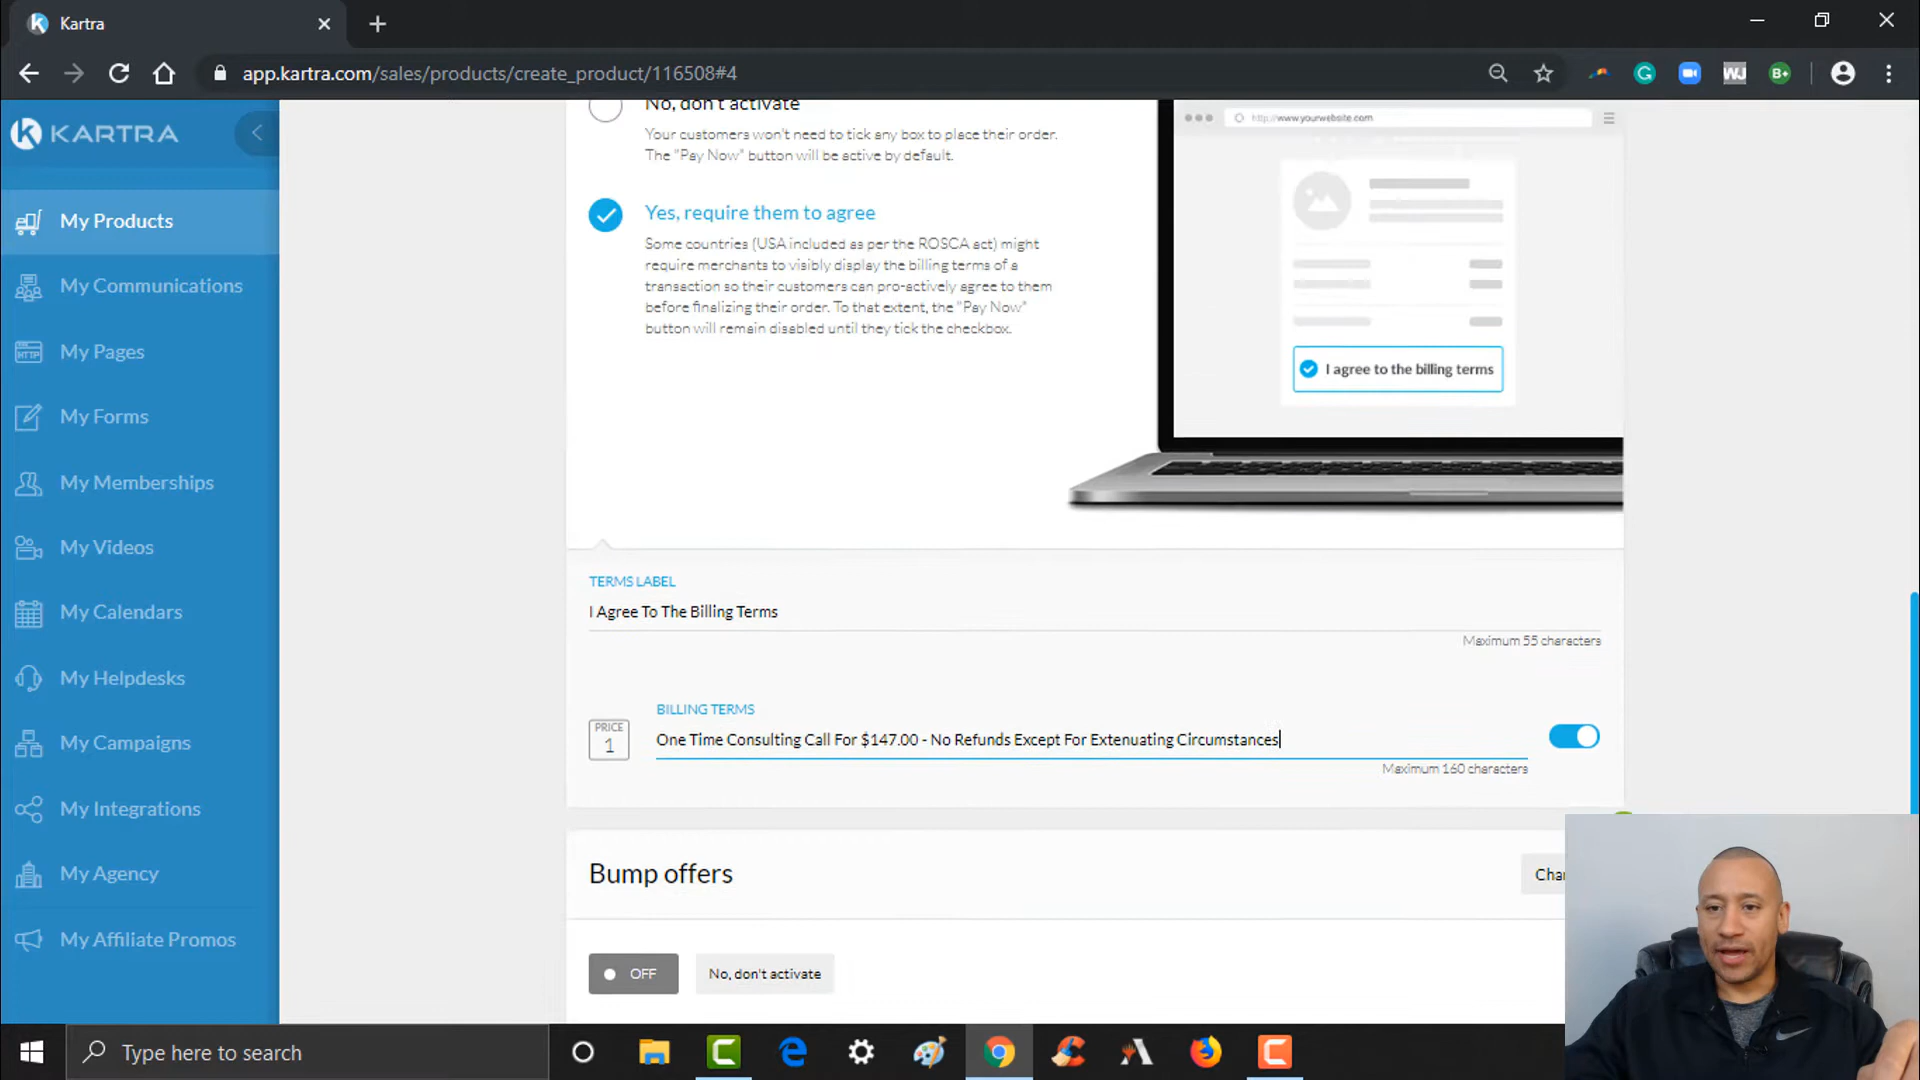 Kartra
app.kartra.com/sales/products/create_product/116508#4
WJ
B+
KARTRA
My Products
My Communications
My Pages
HTTP
My Forms
My Memberships
My Videos
My Calendars
My Helpdesks
My Campaigns
My Integrations
My Agency
My Affiliate Promos
No, don't activate
Your customers won't need to tick any box to place their order.
The "Pay Now" button will be active by default.
Yes, require them to agree
Some countries (USA included as per the ROSCA act) might
require merchants to visibly display the billing terms of a
transaction so their customers can pro-actively agree to them
before finalizing their order. To that extent, the "Pay Now"
button will remain disabled until they tick the checkbox.
http://www.yourwebsite.com
I agree to the billing terms
TERMS LABEL
I Agree To The Billing Terms
Maximum 55 characters
BILLING TERMS
PRICE
1
One Time Consulting Call For $147.00 - No Refunds Except For Extenuating Circumstances
Maximum 160 characters
Bump offers
OFF
No, don't activate
Type here to search